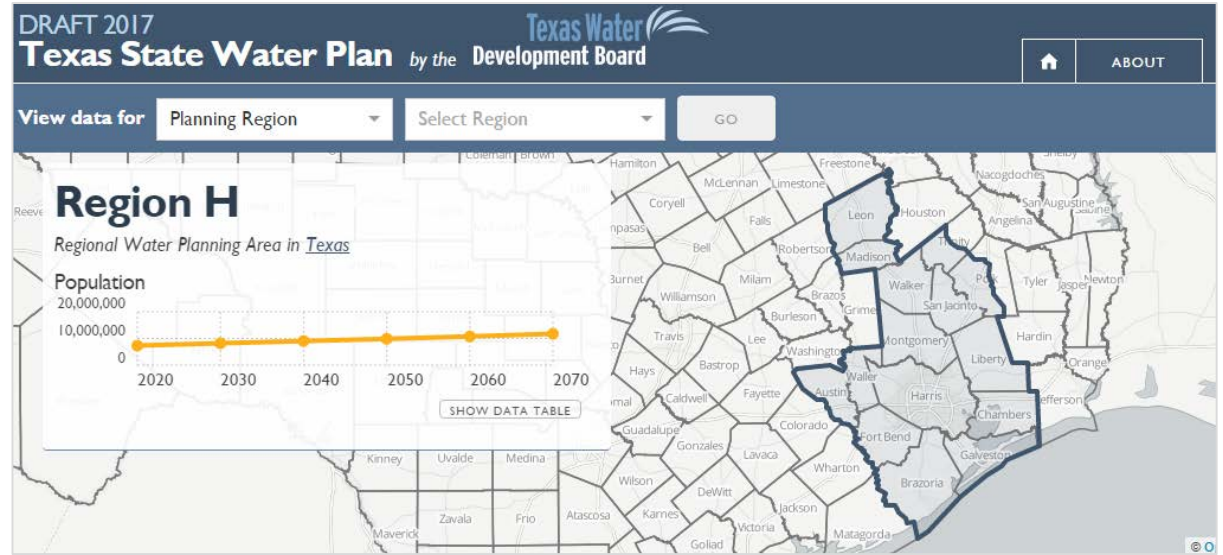 DRAFT 2017
Texas State Water Plan by the
Texas Water
Development Board
ABOUT
View data for
Planning Region
Select Region
GO
Region H
Regional Water Planning Area in Texas
Population
20,000,000
10,000,000
0
2020 2030 2040 2050 2060 2070
SHOW DATA TABLE
Coleman Brown
Hamilton
Freestone
Shelby
Nacogdoches
McLennan
Limestone
Reeve
Coryell
Leon
Houston
San Augustine
Sabine
Angelina
Falls
mpasas
Bell
Robertson
Madison
Trinity
Burnet
Milam
Walker
Polk
Tyler
Jasper
Newton
Williamson
Brazos
Grime
San Jacinto
Burleson
Travis
Lee
Washington
Montgomery
Hardin
Liberty
Orange
Hays
Bastrop
Waller
Austin
Harris
Caldwell
Fayette
Jefferson
Chambers
Guadalupe
Colorado
Fort Bend
Gonzales
Lavaca
Galveston
Kinney
Uvalde
Medina
Wharton
Wilson
Brazoria
DeWitt
Zavala
Frio
Atascosa
Karnes
Jackson
Victoria
Matagorda
Maverick
Goliad
©